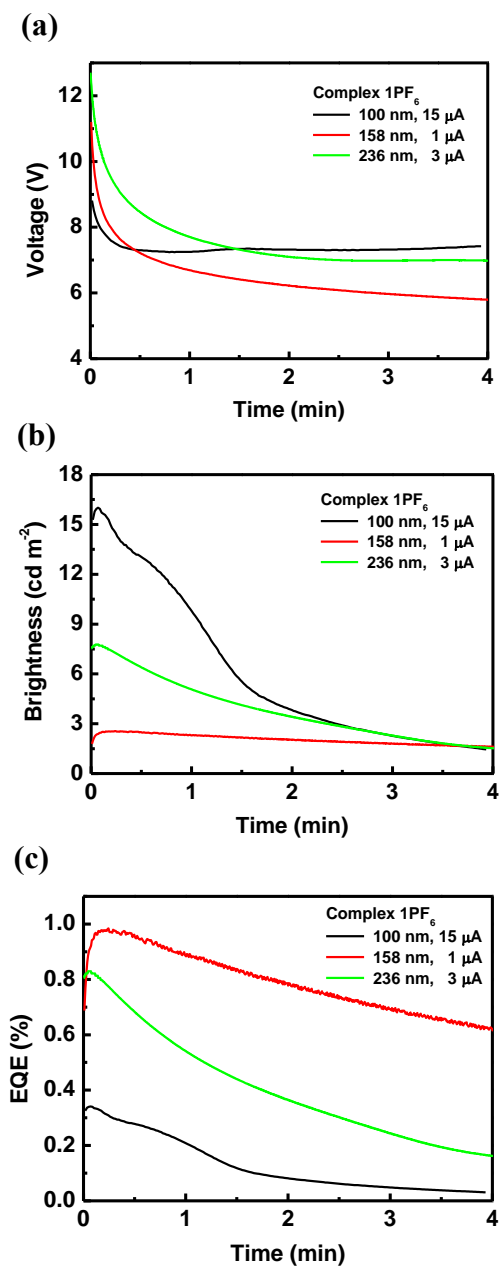 (a)
12
10
8
6
4
Voltage (V)
Complex 1PF6
100 nm, 15 μA
158 nm, 1 μA
236 nm, 3 μA
0 1 2 3 4
Time (min)
(b)
18
15
12
9
6
3
0
Brightness (cd m-2)
Complex 1PF6
100 nm, 15 μA
158 nm, 1 μA
236 nm, 3 μA
0 1 2 3 4
Time (min)
(c)
1.0
0.8
0.6
0.4
0.2
0.0
EQE (%)
Complex 1PF6
100 nm, 15 μA
158 nm, 1 μA
236 nm, 3 μA
0 1 2 3 4
Time (min)